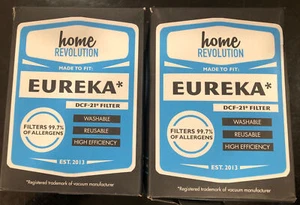 home
REVOLUTION
MADE TO FIT:
EUREKA*
DCF-21* FILTER
FILTERS 99.7%
OF ALLERGENS
WASHABLE
REUSABLE
HIGH EFFICIENCY
EST. 2013
*Registered trademark of vacuum manufacturer
home
REVOLUTION
MADE TO FIT:
EUREKA*
DCF-21* FILTER
FILTERS 99.7%
OF ALLERGENS
WASHABLE
REUSABLE
HIGH EFFICIENCY
EST. 2013
*Registered trademark of vacuum manufacturer